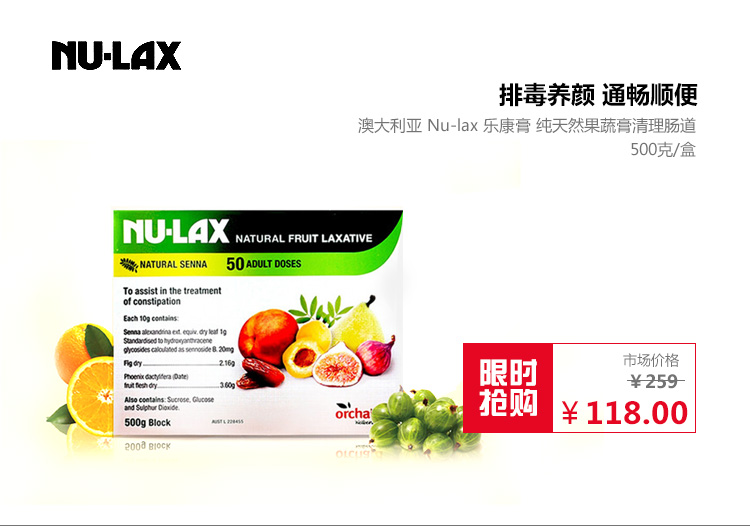 NU-LAX
排毒养颜 通畅顺便
澳大利亚 Nu-lax 乐康膏 纯天然果蔬膏清理肠道
500克/盒
NU-LAX NATURAL FRUIT LAXATIVE
NATURAL SENNA 50 ADULT DOSES
To assist in the treatment
of constipation
Each 10g contains:
Senna alexandrina ext. equiv. dry leaf 1g
Standardised to hydroxyanthracene
glycosides calculated as sennoside B. 20mg
Fig dry 2.16g
Phoenix dactylifera (Date)
fruit flesh dry 3.60g
Also contains: Sucrose, Glucose
and Sulphur Dioxide.
500g Block
AUST L 228455
orcha
限时
抢购
市场价格
¥259
¥118.00